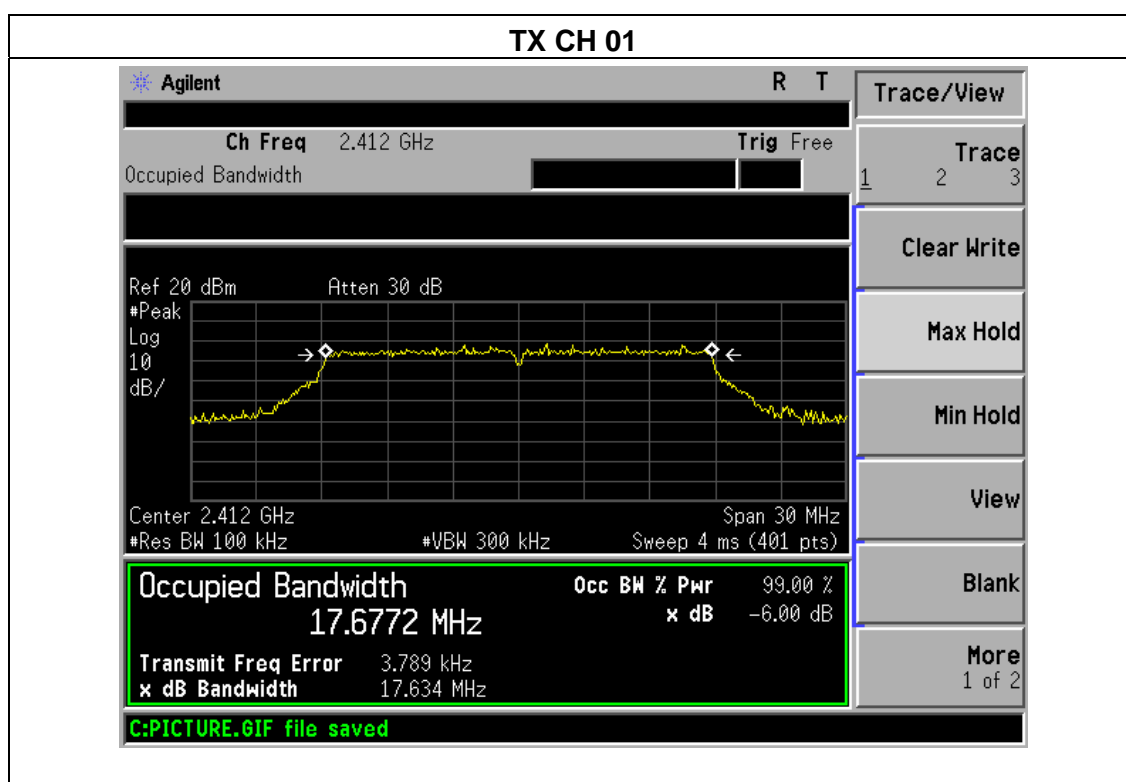 TX CH 01
Agilent R T
Ch Freq 2.412 GHz Trig Free
Occupied Bandwidth
Ref 20 dBm Atten 30 dB
#Peak
Log
10
dB/
Center 2.412 GHz Span 30 MHz
#Res BW 100 kHz #VBW 300 kHz Sweep 4 ms (401 pts)
Occupied Bandwidth Occ BW % Pwr 99.00 %
17.6772 MHz x dB -6.00 dB
Transmit Freq Error 3.789 kHz
x dB Bandwidth 17.634 MHz
C:PICTURE.GIF file saved
Trace/View
Trace
1 2 3
Clear Write
Max Hold
Min Hold
View
Blank
More
1 of 2